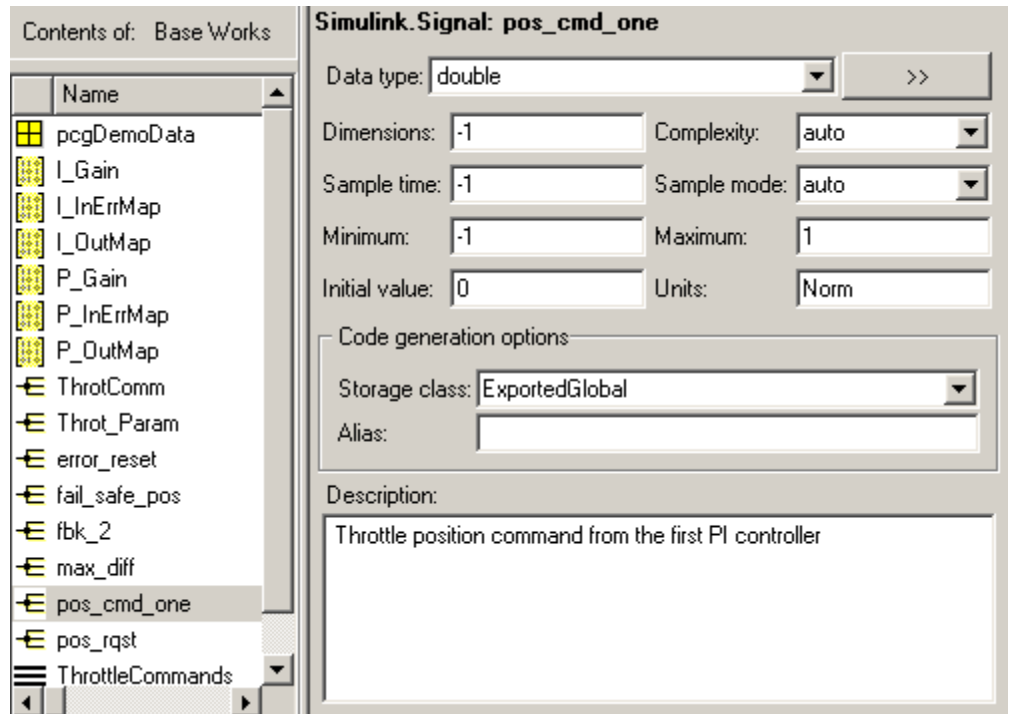 Contents of: Base Works
Name
pcgDemoData
I_Gain
I_InErrMap
I_OutMap
P_Gain
P_InErrMap
P_OutMap
ThrotComm
Throt_Param
error_reset
fail_safe_pos
fbk_2
max_diff
pos_cmd_one
pos_rqst
ThrottleCommands
Simulink.Signal: pos_cmd_one
Data type: double >>
Dimensions: -1 Complexity: auto
Sample time: -1 Sample mode: auto
Minimum: -1 Maximum: 1
Initial value: 0 Units: Norm
Code generation options
Storage class: ExportedGlobal
Alias:
Description:
Throttle position command from the first PI controller